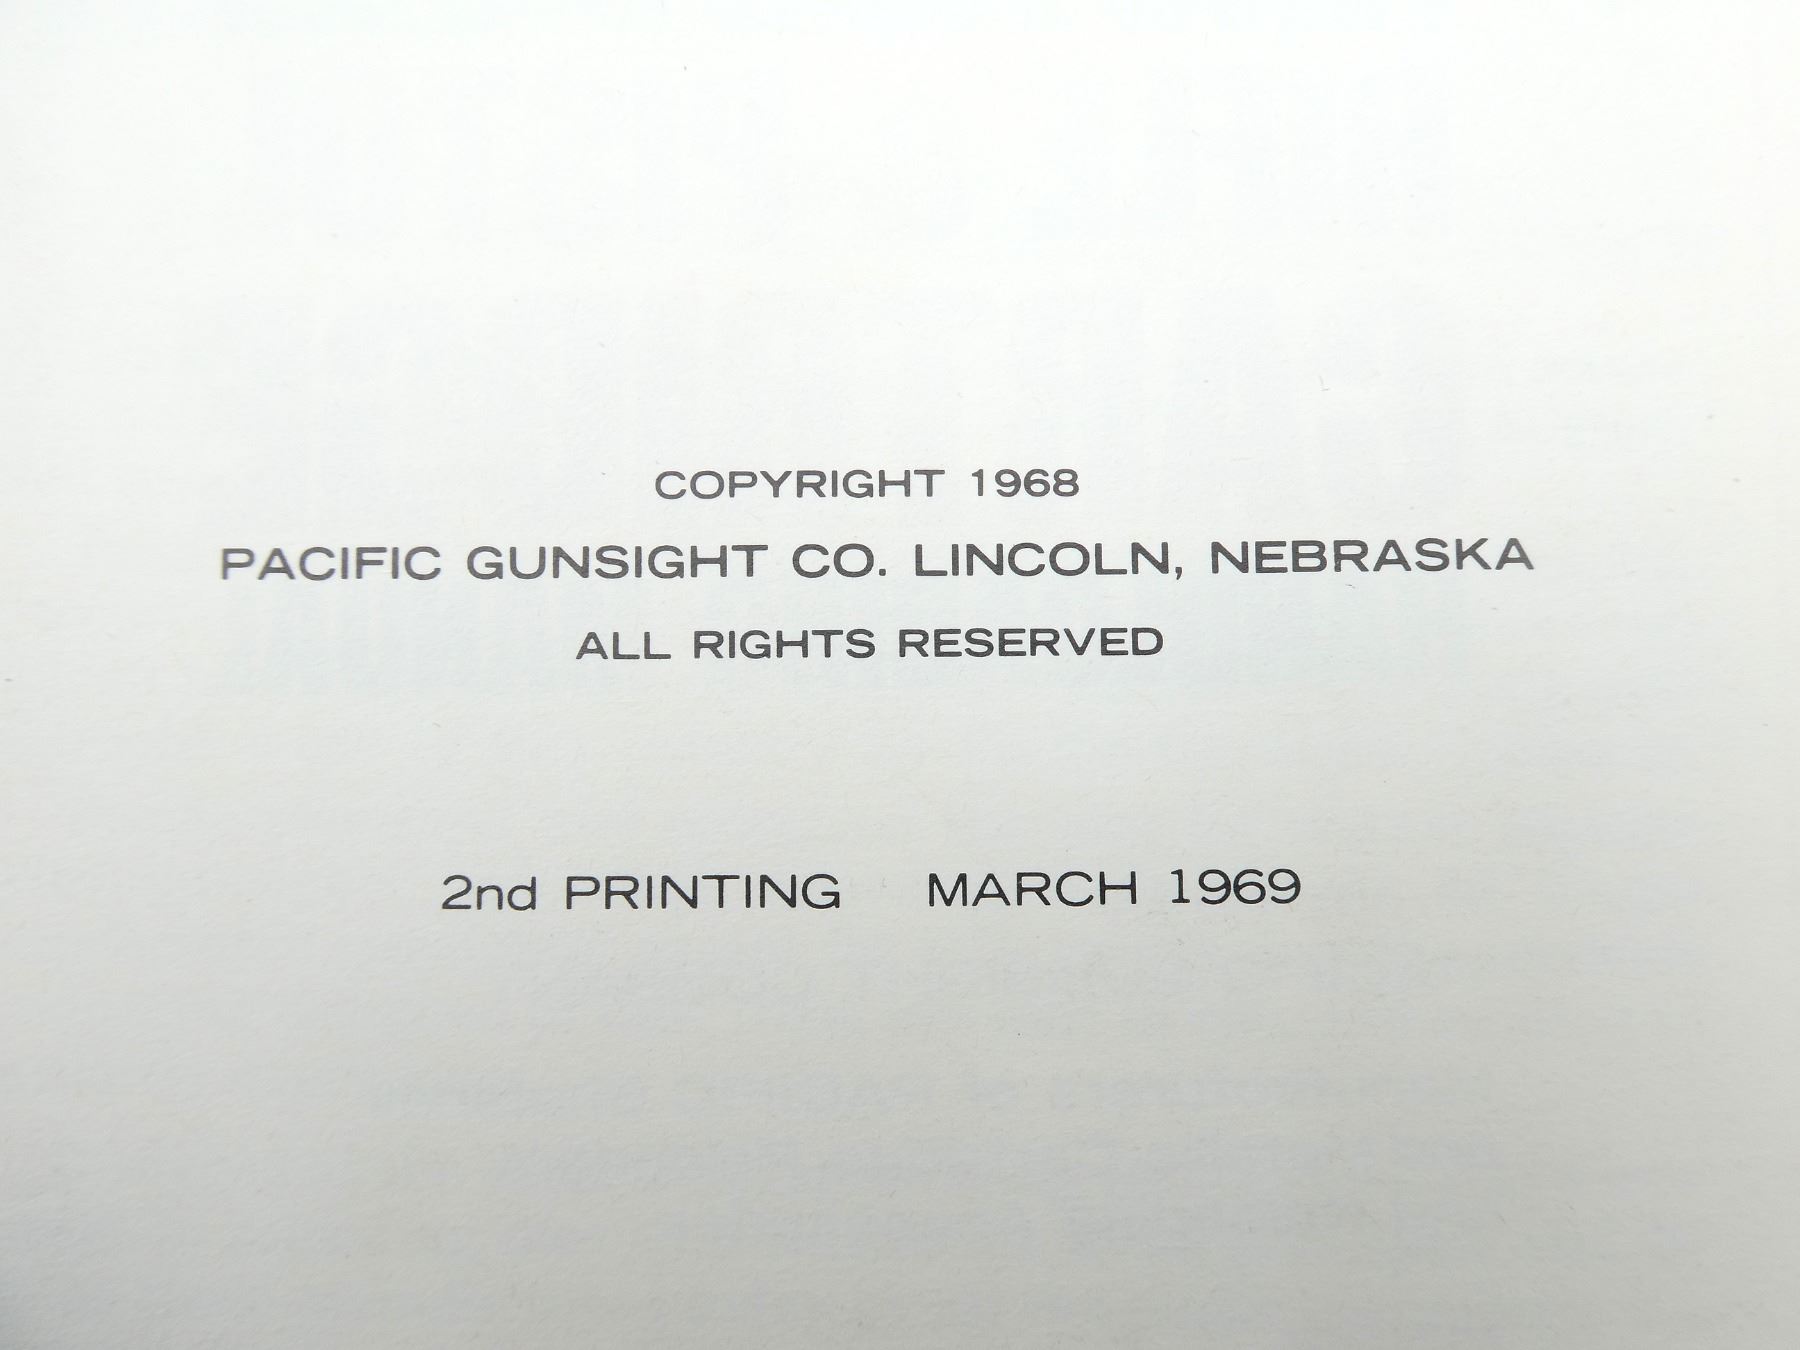 COPYRIGHT 1968
PACIFIC GUNSIGHT CO. LINCOLN, NEBRASKA
ALL RIGHTS RESERVED
2nd PRINTING MARCH 1969